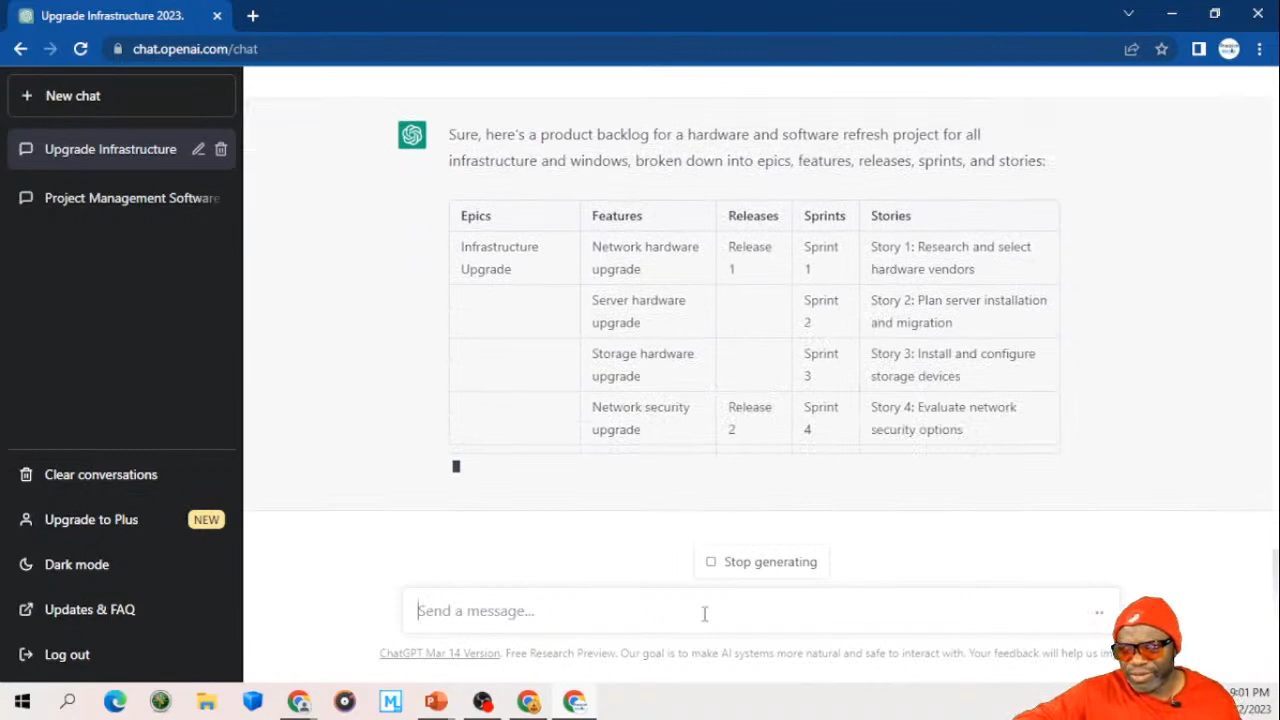 Upgrade Infrastructure 2023.
chat.openai.com/chat
New chat
Upgrade Infrastructure
Project Management Software
Clear conversations
Upgrade to Plus NEW
Dark mode
Updates & FAQ
Log out
Sure, here's a product backlog for a hardware and software refresh project for all
infrastructure and windows, broken down into epics, features, releases, sprints, and stories:
Epics Features Releases Sprints Stories
Infrastructure Network hardware Release Sprint Story 1: Research and select
Upgrade upgrade 1 1 hardware vendors
Server hardware Sprint Story 2: Plan server installation
upgrade 2 and migration
Storage hardware Sprint Story 3: Install and configure
upgrade 3 storage devices
Network security Release Sprint Story 4: Evaluate network
upgrade 2 4 security options
Stop generating
Send a message...
ChatGPT Mar 14 Version. Free Research Preview. Our goal is to make AI systems more natural and safe to interact with. Your feedback will help us
9:01 PM
/2023